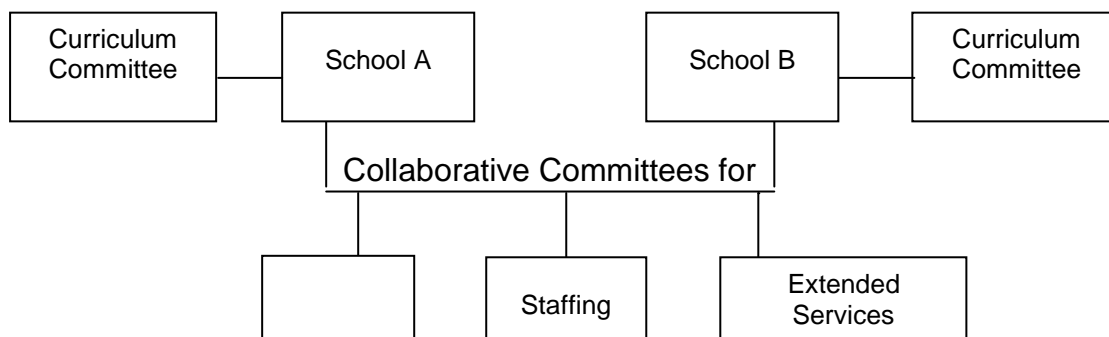 Curriculum
Committee
School A
School B
Curriculum
Committee
Collaborative Committees for
Staffing
Extended
Services